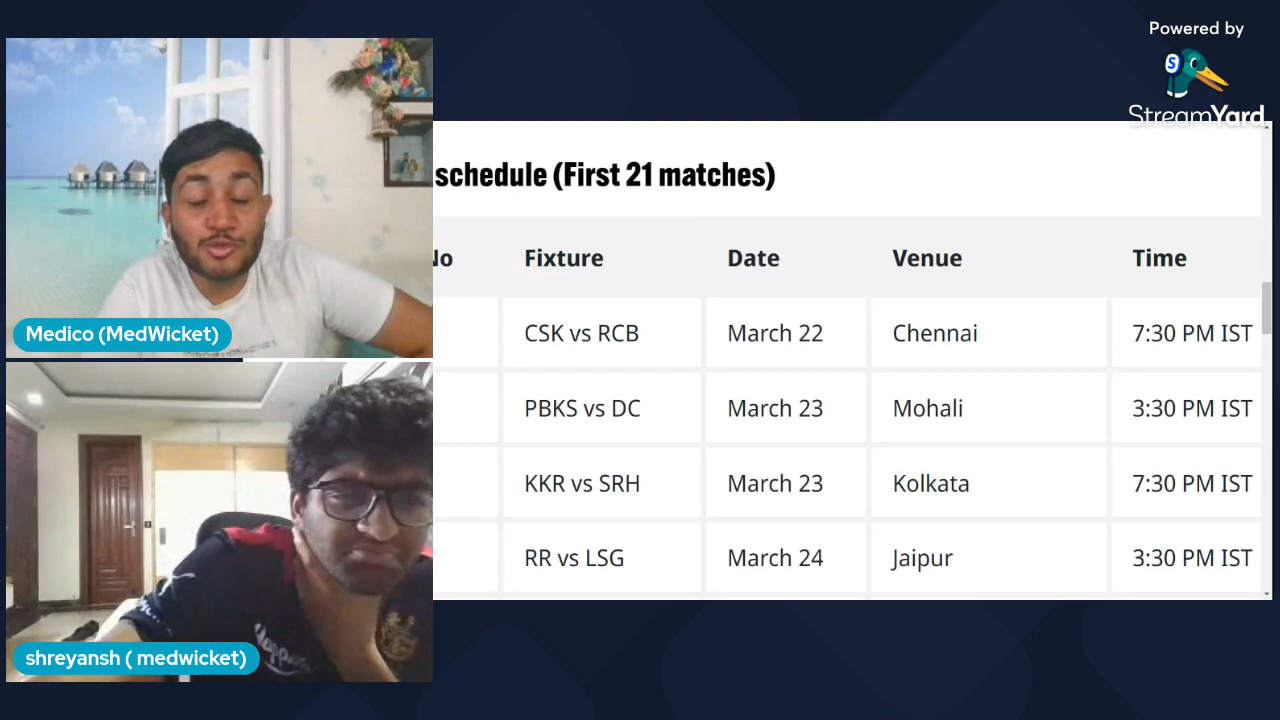 Powered by
StreamYard
schedule (First 21 matches)
No Fixture Date Venue Time
CSK vs RCB March 22 Chennai 7:30 PM IST
PBKS vs DC March 23 Mohali 3:30 PM IST
KKR vs SRH March 23 Kolkata 7:30 PM IST
RR vs LSG March 24 Jaipur 3:30 PM IST
Medico (MedWicket)
shreyansh ( medwicket)